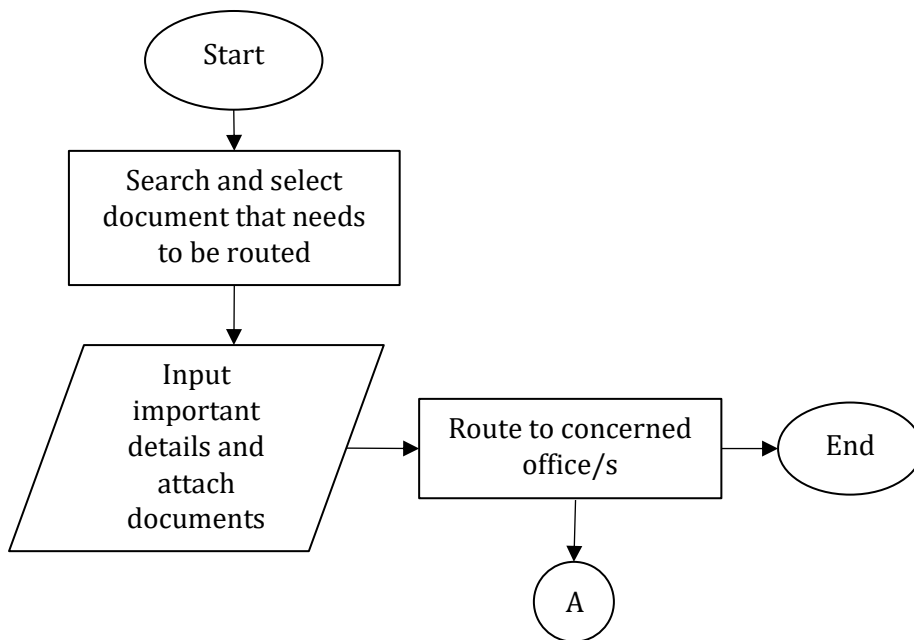 Start
Search and select
document that needs
to be routed
Input
important
details and
attach
documents
Route to concerned
office/s
End
A